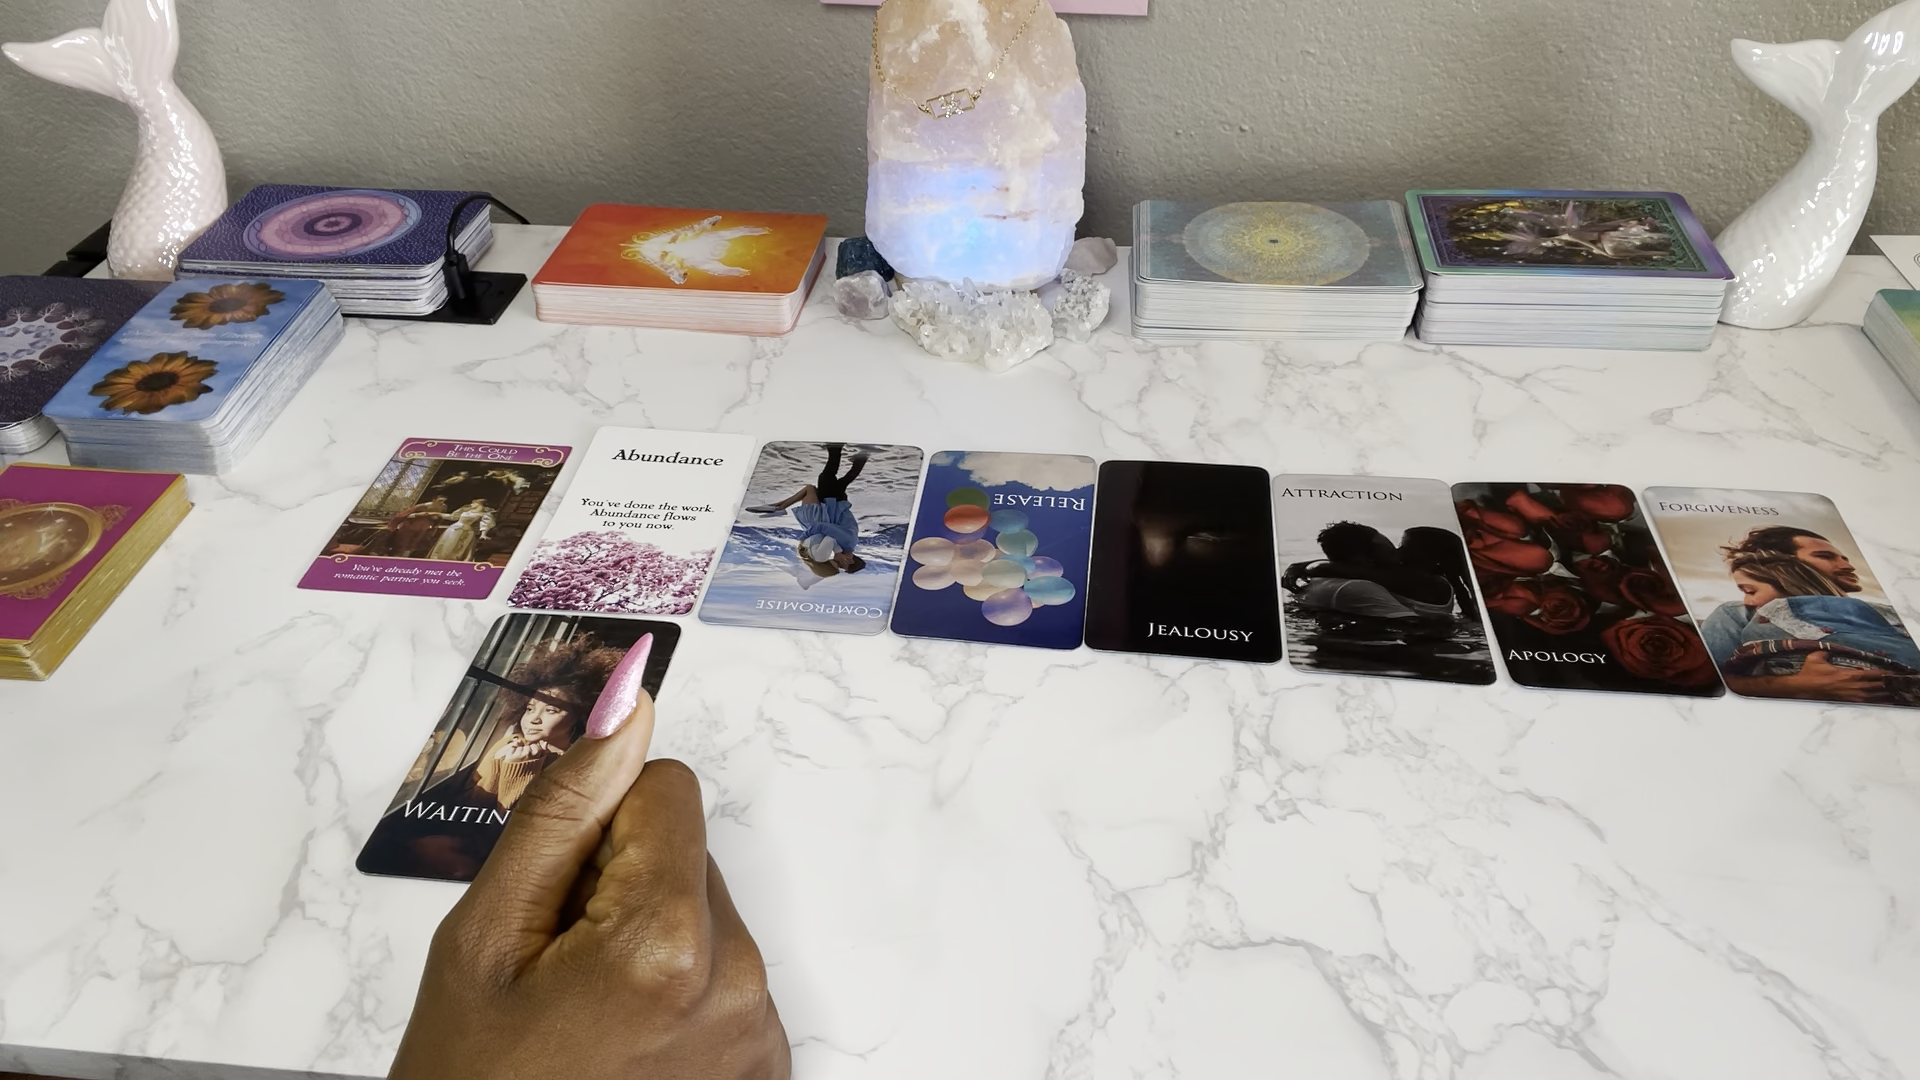 This Could
Be the One
You've already met the
romantic partner you seek.
Abundance
You've done the work.
Abundance flows
to you now.
Compromise
Release
Jealousy
Attraction
Apology
Forgiveness
Waitin